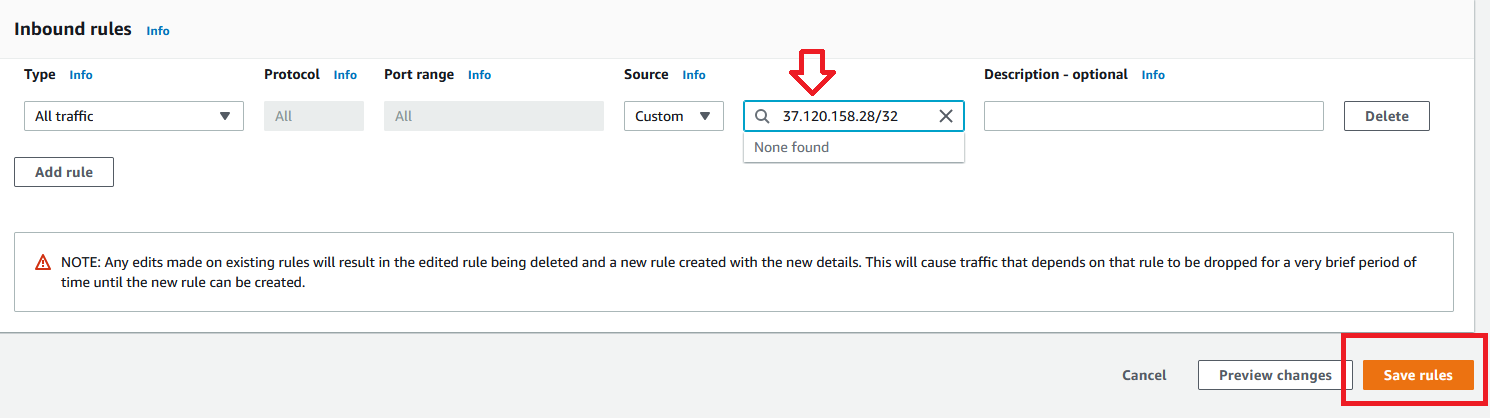 Inbound rules Info
Type Info Protocol Info Port range Info Source Info Description - optional Info
All traffic All All Custom 37.120.158.28/32 Delete
None found
Add rule
NOTE: Any edits made on existing rules will result in the edited rule being deleted and a new rule created with the new details. This will cause traffic that depends on that rule to be dropped for a very brief period of
time until the new rule can be created.
Cancel Preview changes Save rules